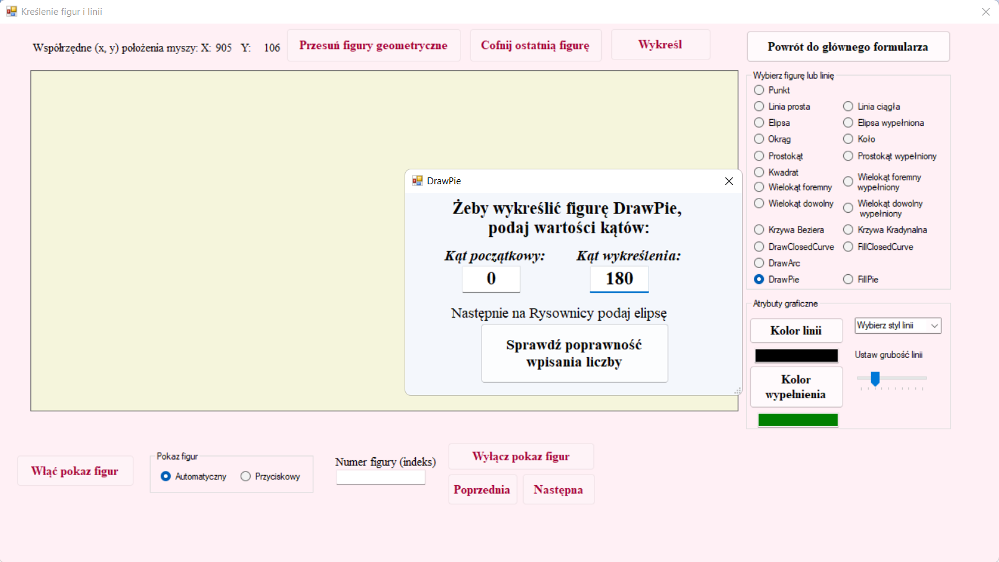 Kreślenie figur i linii
Współrzędne (x, y) położenia myszy: X: 905 Y: 106
Przesuń figury geometryczne
Cofnij ostatnią figurę
Wykreśl
Powrót do głównego formularza
Wybierz figurę lub linię
Punkt
Linia prosta
Linia ciągła
Elipsa
Elipsa wypełniona
Okrąg
Koło
Prostokąt
Prostokąt wypełniony
Kwadrat
Wielokąt foremny
Wielokąt foremny
wypełniony
Wielokąt dowolny
Wielokąt dowolny
wypełniony
Krzywa Beziera
Krzywa Kradynalna
DrawClosedCurve
FillClosedCurve
DrawArc
DrawPie
FillPie
DrawPie
Żeby wykreślić figurę DrawPie,
podaj wartości kątów:
Kąt początkowy:
Kąt wykreślenia:
0
180
Następnie na Rysownicy podaj elipsę
Sprawdź poprawność
wpisania liczby
Atrybuty graficzne
Kolor linii
Wybierz styl linii
Ustaw grubość linii
Kolor
wypełnienia
Włąć pokaz figur
Pokaz figur
Automatyczny
Przyciskowy
Numer figury (indeks)
Wyłącz pokaz figur
Poprzednia
Następna